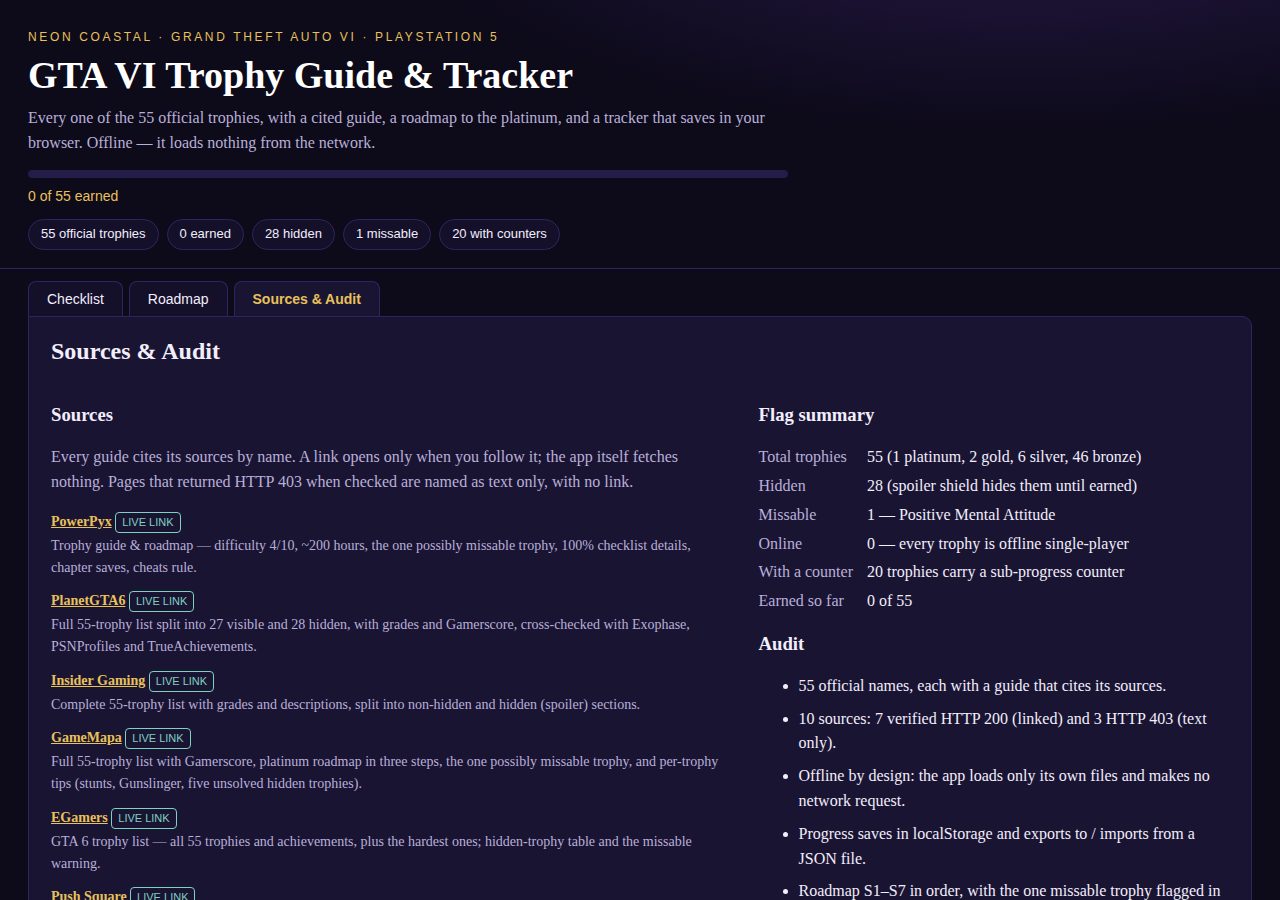 NEON COASTAL · GRAND THEFT AUTO VI · PLAYSTATION 5
GTA VI Trophy Guide & Tracker
Every one of the 55 official trophies, with a cited guide, a roadmap to the platinum, and a tracker that saves in your
browser. Offline — it loads nothing from the network.
0 of 55 earned
55 official trophies
0 earned
28 hidden
1 missable
20 with counters
Checklist
Roadmap
Sources & Audit
Sources & Audit
Sources
Every guide cites its sources by name. A link opens only when you follow it; the app itself fetches
nothing. Pages that returned HTTP 403 when checked are named as text only, with no link.
PowerPyx LIVE LINK
Trophy guide & roadmap — difficulty 4/10, ~200 hours, the one possibly missable trophy, 100% checklist details,
chapter saves, cheats rule.
PlanetGTA6 LIVE LINK
Full 55-trophy list split into 27 visible and 28 hidden, with grades and Gamerscore, cross-checked with Exophase,
PSNProfiles and TrueAchievements.
Insider Gaming LIVE LINK
Complete 55-trophy list with grades and descriptions, split into non-hidden and hidden (spoiler) sections.
GameMapa LIVE LINK
Full 55-trophy list with Gamerscore, platinum roadmap in three steps, the one possibly missable trophy, and per-trophy
tips (stunts, Gunslinger, five unsolved hidden trophies).
EGamers LIVE LINK
GTA 6 trophy list — all 55 trophies and achievements, plus the hardest ones; hidden-trophy table and the missable
warning.
Push Square LIVE LINK
Flag summary
Total trophies 55 (1 platinum, 2 gold, 6 silver, 46 bronze)
Hidden 28 (spoiler shield hides them until earned)
Missable 1 — Positive Mental Attitude
Online 0 — every trophy is offline single-player
With a counter 20 trophies carry a sub-progress counter
Earned so far 0 of 55
Audit
55 official names, each with a guide that cites its sources.
10 sources: 7 verified HTTP 200 (linked) and 3 HTTP 403 (text
only).
Offline by design: the app loads only its own files and makes no
network request.
Progress saves in localStorage and exports to / imports from a
JSON file.
Roadmap S1–S7 in order, with the one missable trophy flagged in